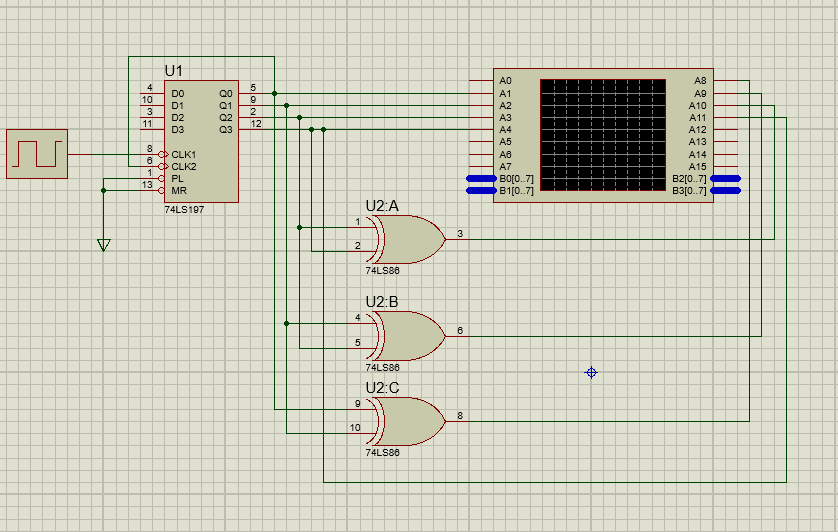 U1
4 D0 Q0 5
10 D1 Q1 9
3 D2 Q2 2
11 D3 Q3 12
8 CLK1
6 CLK2
1 PL
13 MR
74LS197
A0 A8
A1 A9
A2 A10
A3 A11
A4 A12
A5 A13
A6 A14
A7 A15
B0[0..7] B2[0..7]
B1[0..7] B3[0..7]
U2:A
1
3
2
74LS86
U2:B
4
6
5
74LS86
U2:C
9
8
10
74LS86